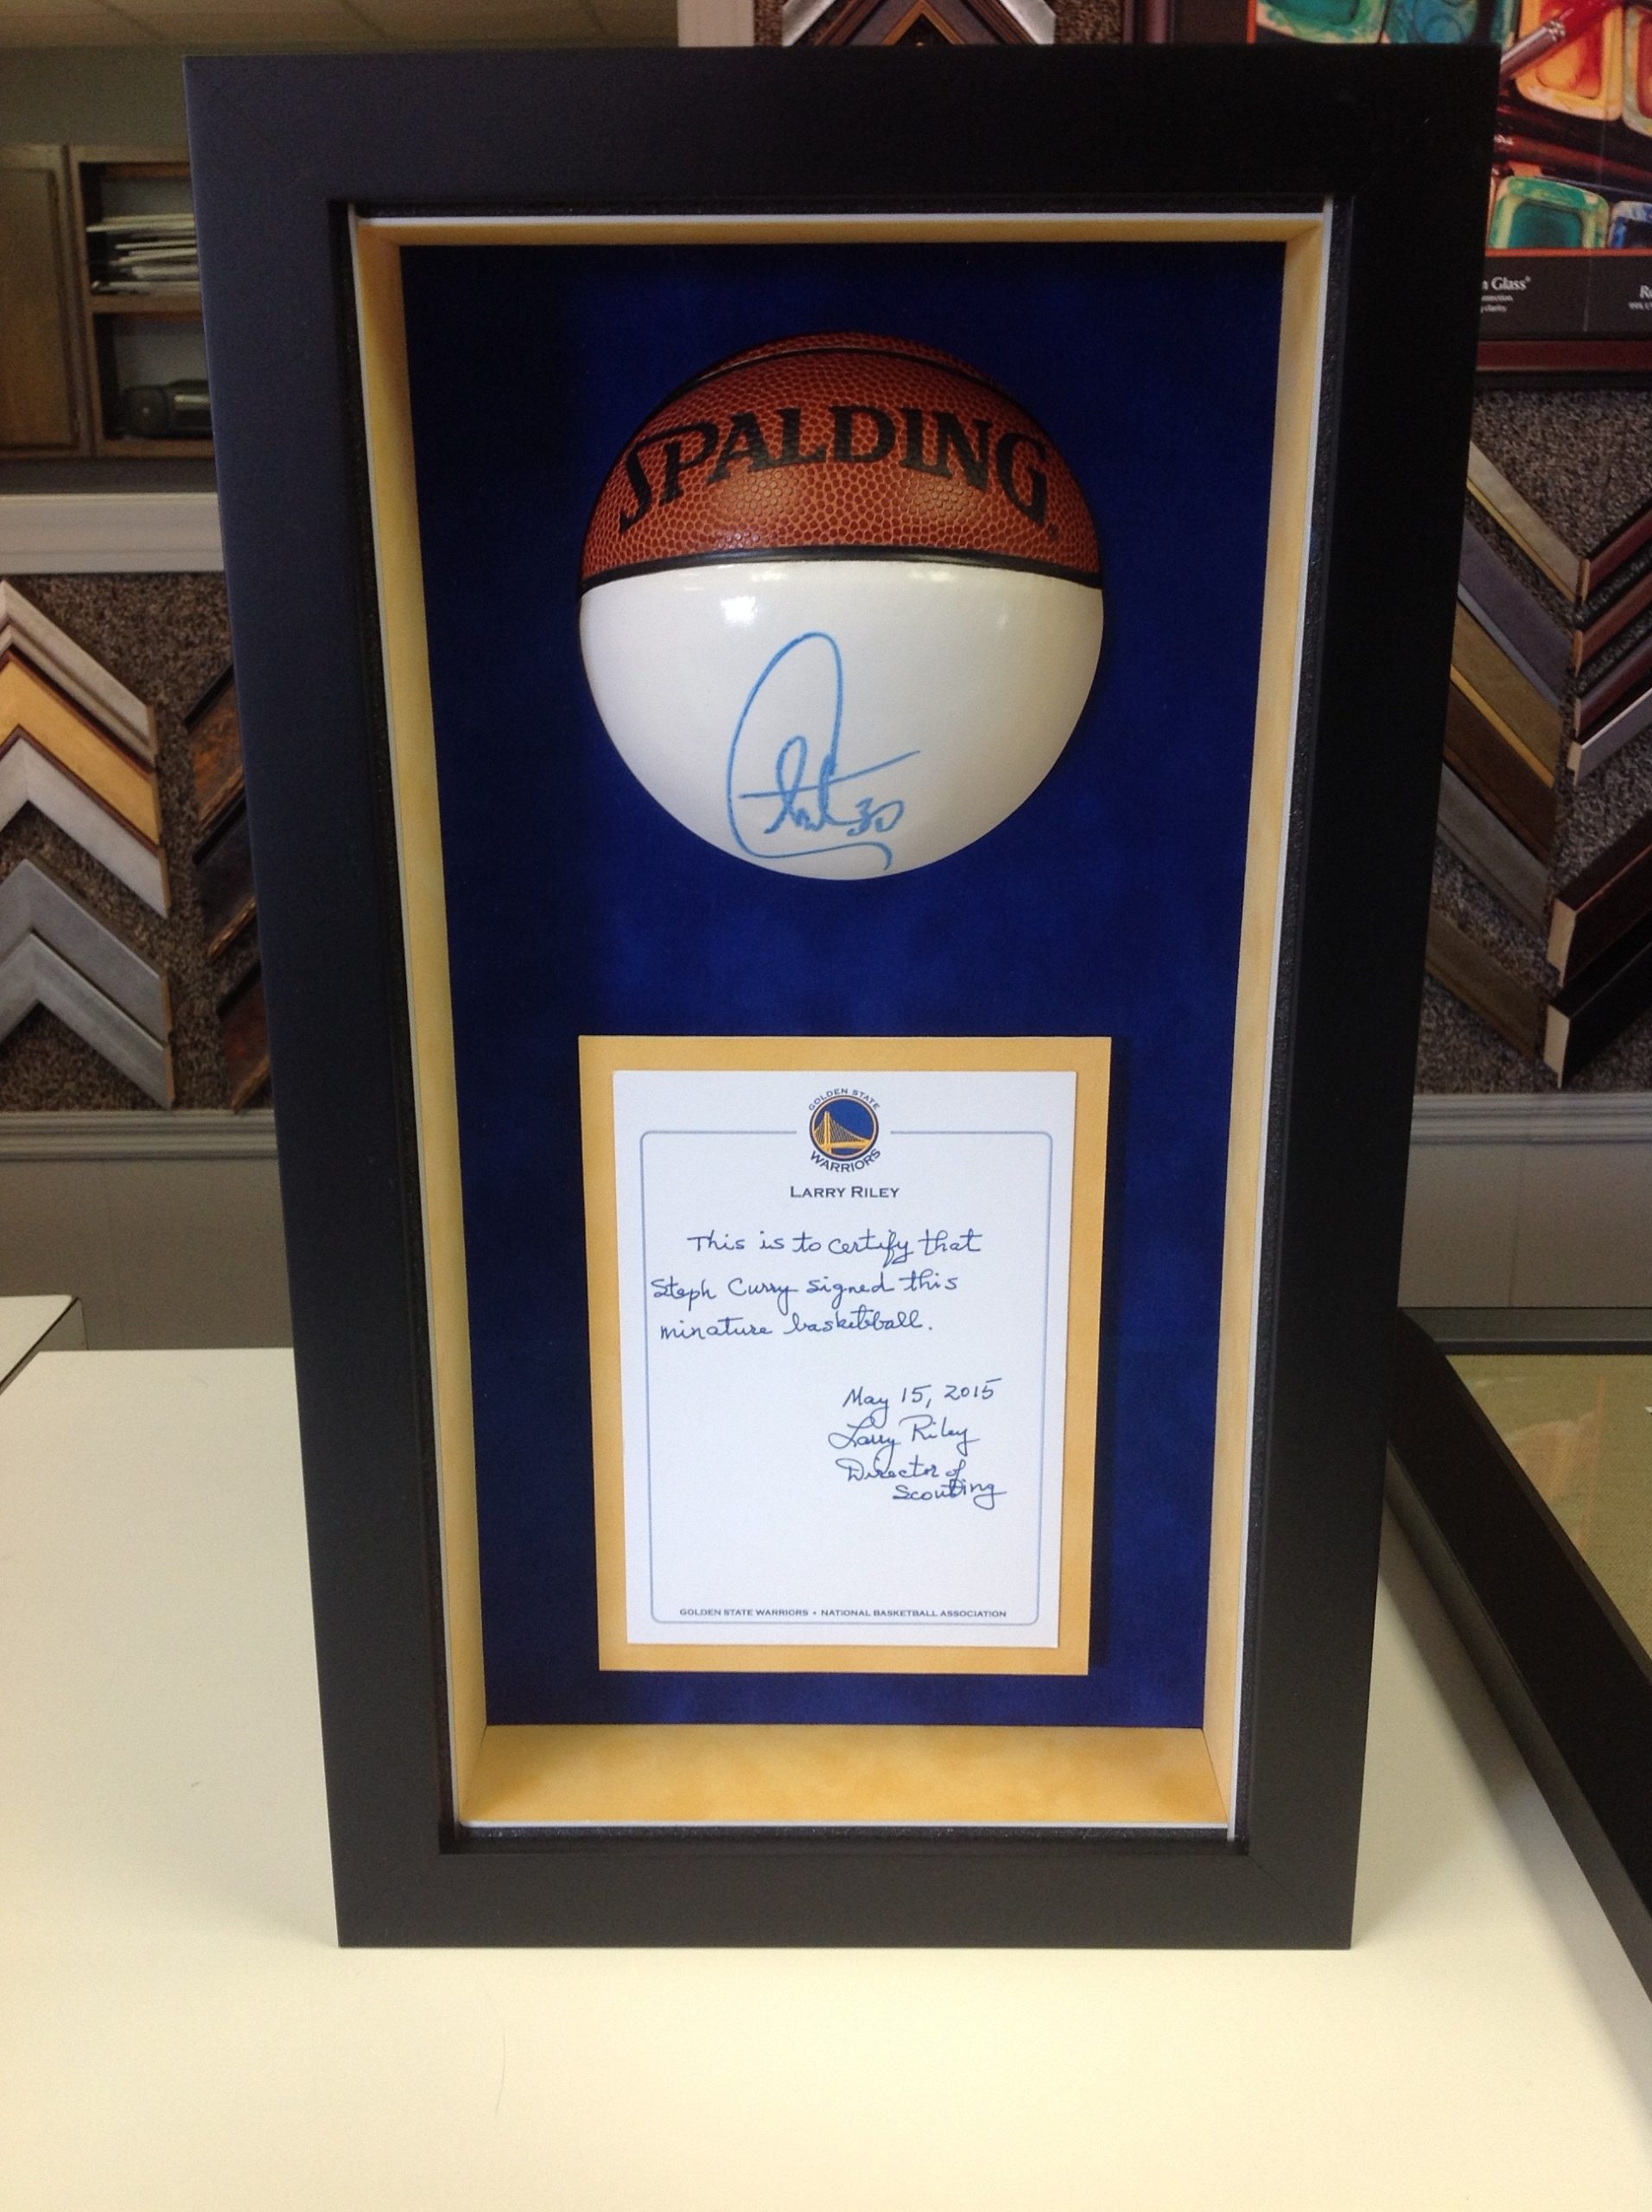 n Glass®
SPALDING
30
GOLDEN STATE
WARRIORS
LARRY RILEY
This is to certify that
Steph Curry signed this
minature basketball.
May 15, 2015
Larry Riley
Director of
Scouting
GOLDEN STATE WARRIORS • NATIONAL BASKETBALL ASSOCIATION